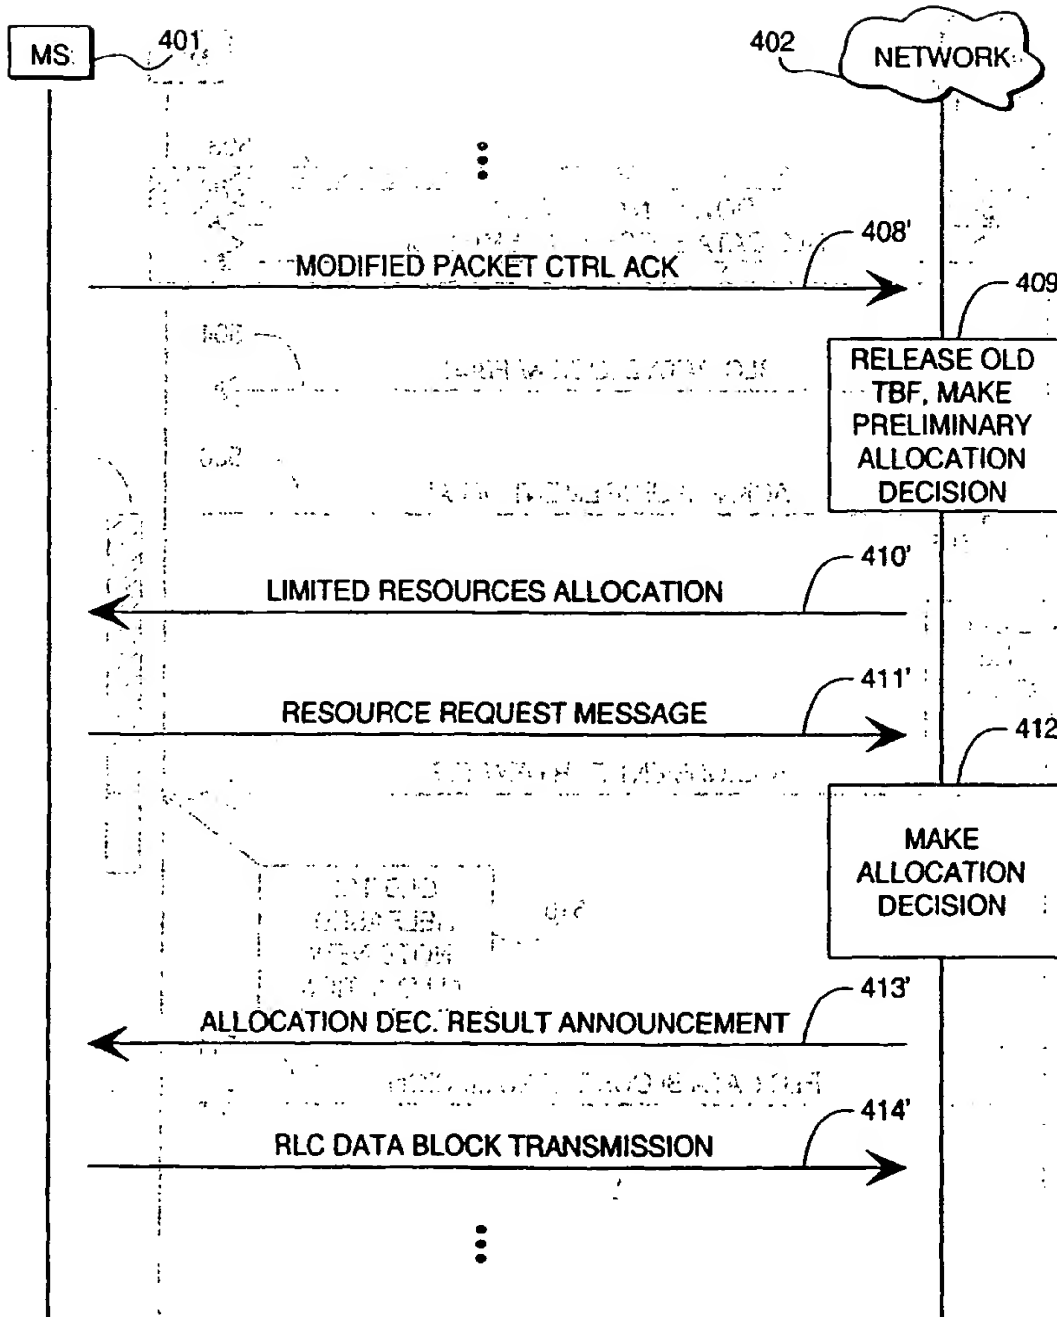 MS
401
402
NETWORK
408'
MODIFIED PACKET CTRL ACK
409
RELEASE OLD
TBF, MAKE
PRELIMINARY
ALLOCATION
DECISION
410'
LIMITED RESOURCES ALLOCATION
411'
RESOURCE REQUEST MESSAGE
412
MAKE
ALLOCATION
DECISION
413'
ALLOCATION DEC. RESULT ANNOUNCEMENT
414'
RLC DATA BLOCK TRANSMISSION